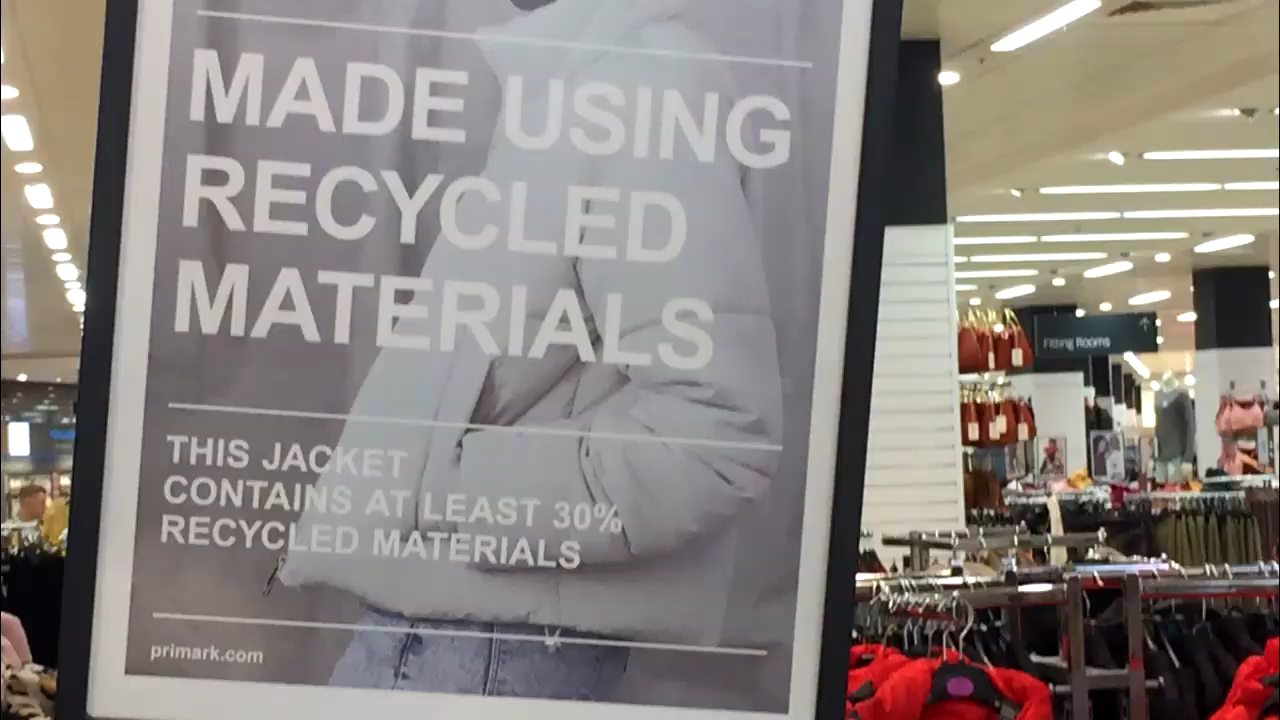 MADE USING
RECYCLED
MATERIALS
THIS JACKET
CONTAINS AT LEAST 30%
RECYCLED MATERIALS
primark.com
Fitting Rooms